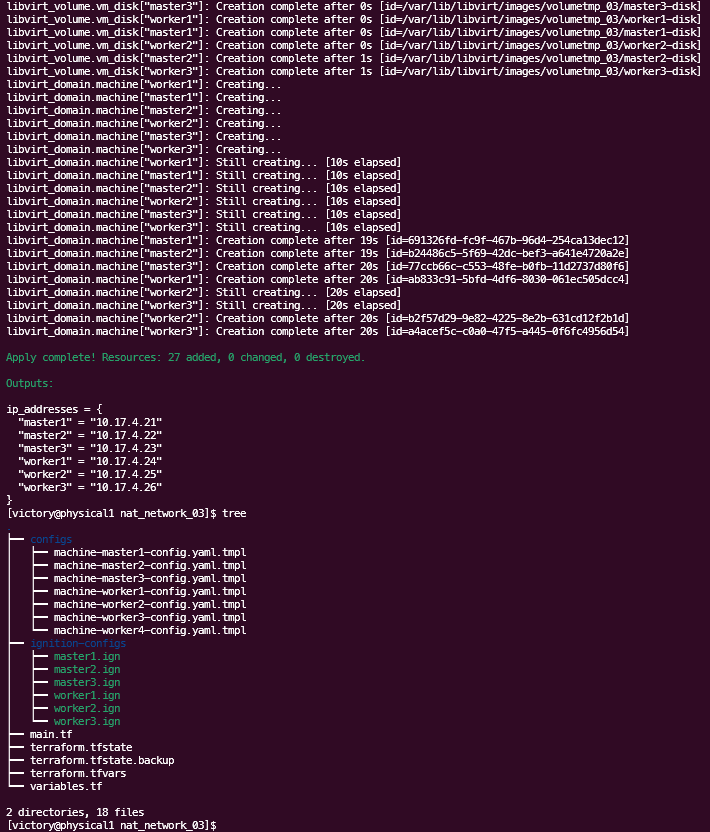 libvirt_volume.vm_disk["master3"]: Creation complete after 0s [id=/var/lib/libvirt/images/volumetmp_03/master3-disk]
libvirt_volume.vm_disk["worker1"]: Creation complete after 0s [id=/var/lib/libvirt/images/volumetmp_03/worker1-disk]
libvirt_volume.vm_disk["master1"]: Creation complete after 0s [id=/var/lib/libvirt/images/volumetmp_03/master1-disk]
libvirt_volume.vm_disk["worker2"]: Creation complete after 0s [id=/var/lib/libvirt/images/volumetmp_03/worker2-disk]
libvirt_volume.vm_disk["master2"]: Creation complete after 1s [id=/var/lib/libvirt/images/volumetmp_03/master2-disk]
libvirt_volume.vm_disk["worker3"]: Creation complete after 1s [id=/var/lib/libvirt/images/volumetmp_03/worker3-disk]
libvirt_domain.machine["worker1"]: Creating...
libvirt_domain.machine["master1"]: Creating...
libvirt_domain.machine["master2"]: Creating...
libvirt_domain.machine["worker2"]: Creating...
libvirt_domain.machine["master3"]: Creating...
libvirt_domain.machine["worker3"]: Creating...
libvirt_domain.machine["worker1"]: Still creating... [10s elapsed]
libvirt_domain.machine["master1"]: Still creating... [10s elapsed]
libvirt_domain.machine["master2"]: Still creating... [10s elapsed]
libvirt_domain.machine["worker2"]: Still creating... [10s elapsed]
libvirt_domain.machine["master3"]: Still creating... [10s elapsed]
libvirt_domain.machine["worker3"]: Still creating... [10s elapsed]
libvirt_domain.machine["master1"]: Creation complete after 19s [id=691326fd-fc9f-467b-96d4-254ca13dec12]
libvirt_domain.machine["master2"]: Creation complete after 19s [id=b24486c5-5f69-42dc-bef3-a641e4720a2e]
libvirt_domain.machine["master3"]: Creation complete after 20s [id=77ccb66c-c553-48fe-b0fb-11d2737d80f6]
libvirt_domain.machine["worker1"]: Creation complete after 20s [id=ab833c91-5bfd-4df6-8030-061ec505dcc4]
libvirt_domain.machine["worker2"]: Still creating... [20s elapsed]
libvirt_domain.machine["worker3"]: Still creating... [20s elapsed]
libvirt_domain.machine["worker2"]: Creation complete after 20s [id=b2f57d29-9e82-4225-8e2b-631cd12f2b1d]
libvirt_domain.machine["worker3"]: Creation complete after 20s [id=a4acef5c-c0a0-47f5-a445-0f6fc4956d54]
Apply complete! Resources: 27 added, 0 changed, 0 destroyed.
Outputs:
ip_addresses = {
"master1" = "10.17.4.21"
"master2" = "10.17.4.22"
"master3" = "10.17.4.23"
"worker1" = "10.17.4.24"
"worker2" = "10.17.4.25"
"worker3" = "10.17.4.26"
}
[victory@physical1 nat_network_03]$ tree
.
├── configs
│   ├── machine-master1-config.yaml.tmpl
│   ├── machine-master2-config.yaml.tmpl
│   ├── machine-master3-config.yaml.tmpl
│   ├── machine-worker1-config.yaml.tmpl
│   ├── machine-worker2-config.yaml.tmpl
│   ├── machine-worker3-config.yaml.tmpl
│   └── machine-worker4-config.yaml.tmpl
├── ignition-configs
│   ├── master1.ign
│   ├── master2.ign
│   ├── master3.ign
│   ├── worker1.ign
│   ├── worker2.ign
│   └── worker3.ign
├── main.tf
├── terraform.tfstate
├── terraform.tfstate.backup
├── terraform.tfvars
└── variables.tf
2 directories, 18 files
[victory@physical1 nat_network_03]$